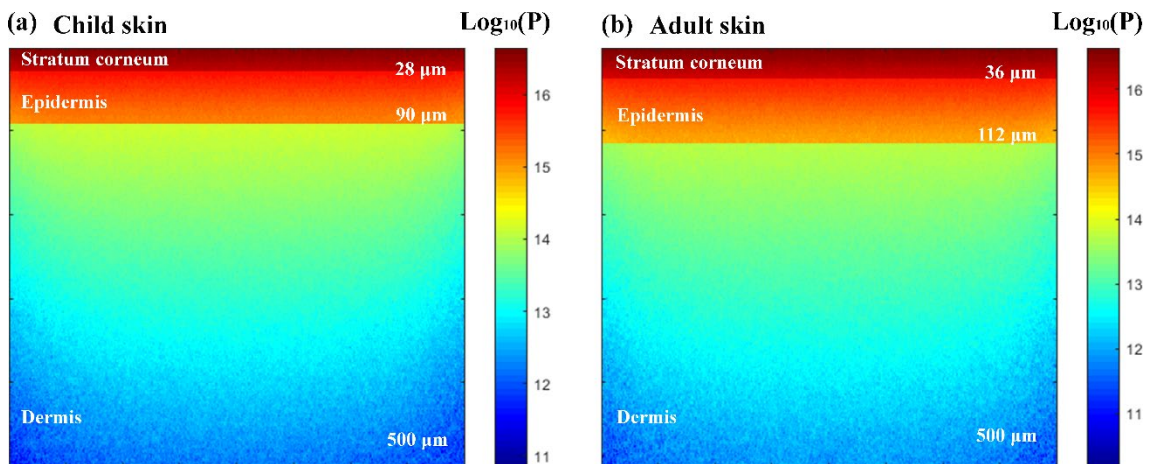 (a) Child skin
Log₁₀(P)
Stratum corneum
28 μm
Epidermis
90 μm
Dermis
500 μm
16
15
14
13
12
11
(b) Adult skin
Log₁₀(P)
Stratum corneum
36 μm
Epidermis
112 μm
Dermis
500 μm
16
15
14
13
12
11